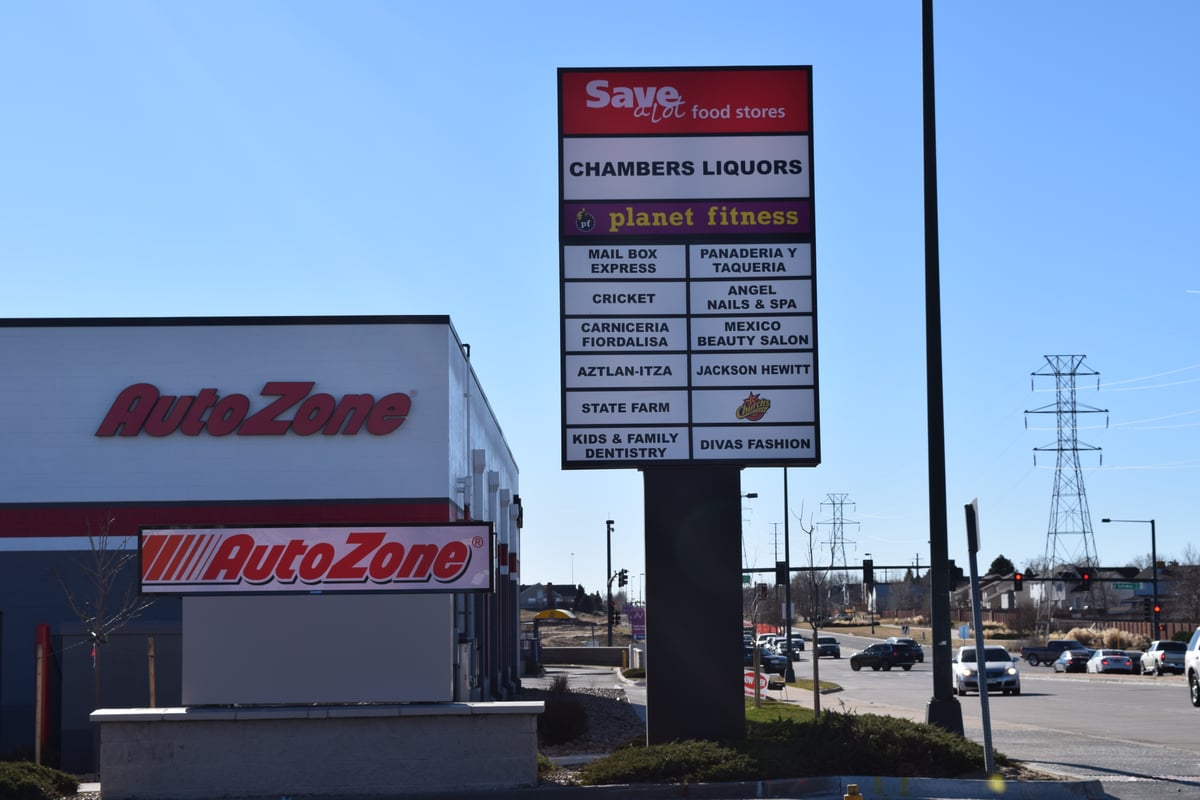 Save
a lot food stores
CHAMBERS LIQUORS
pf planet fitness
MAIL BOX
EXPRESS
PANADERIA Y
TAQUERIA
CRICKET
ANGEL
NAILS & SPA
CARNICERIA
FIORDALISA
MEXICO
BEAUTY SALON
AZTLAN-ITZA
JACKSON HEWITT
STATE FARM
Church's
KIDS & FAMILY
DENTISTRY
DIVAS FASHION
AutoZone
AutoZone®